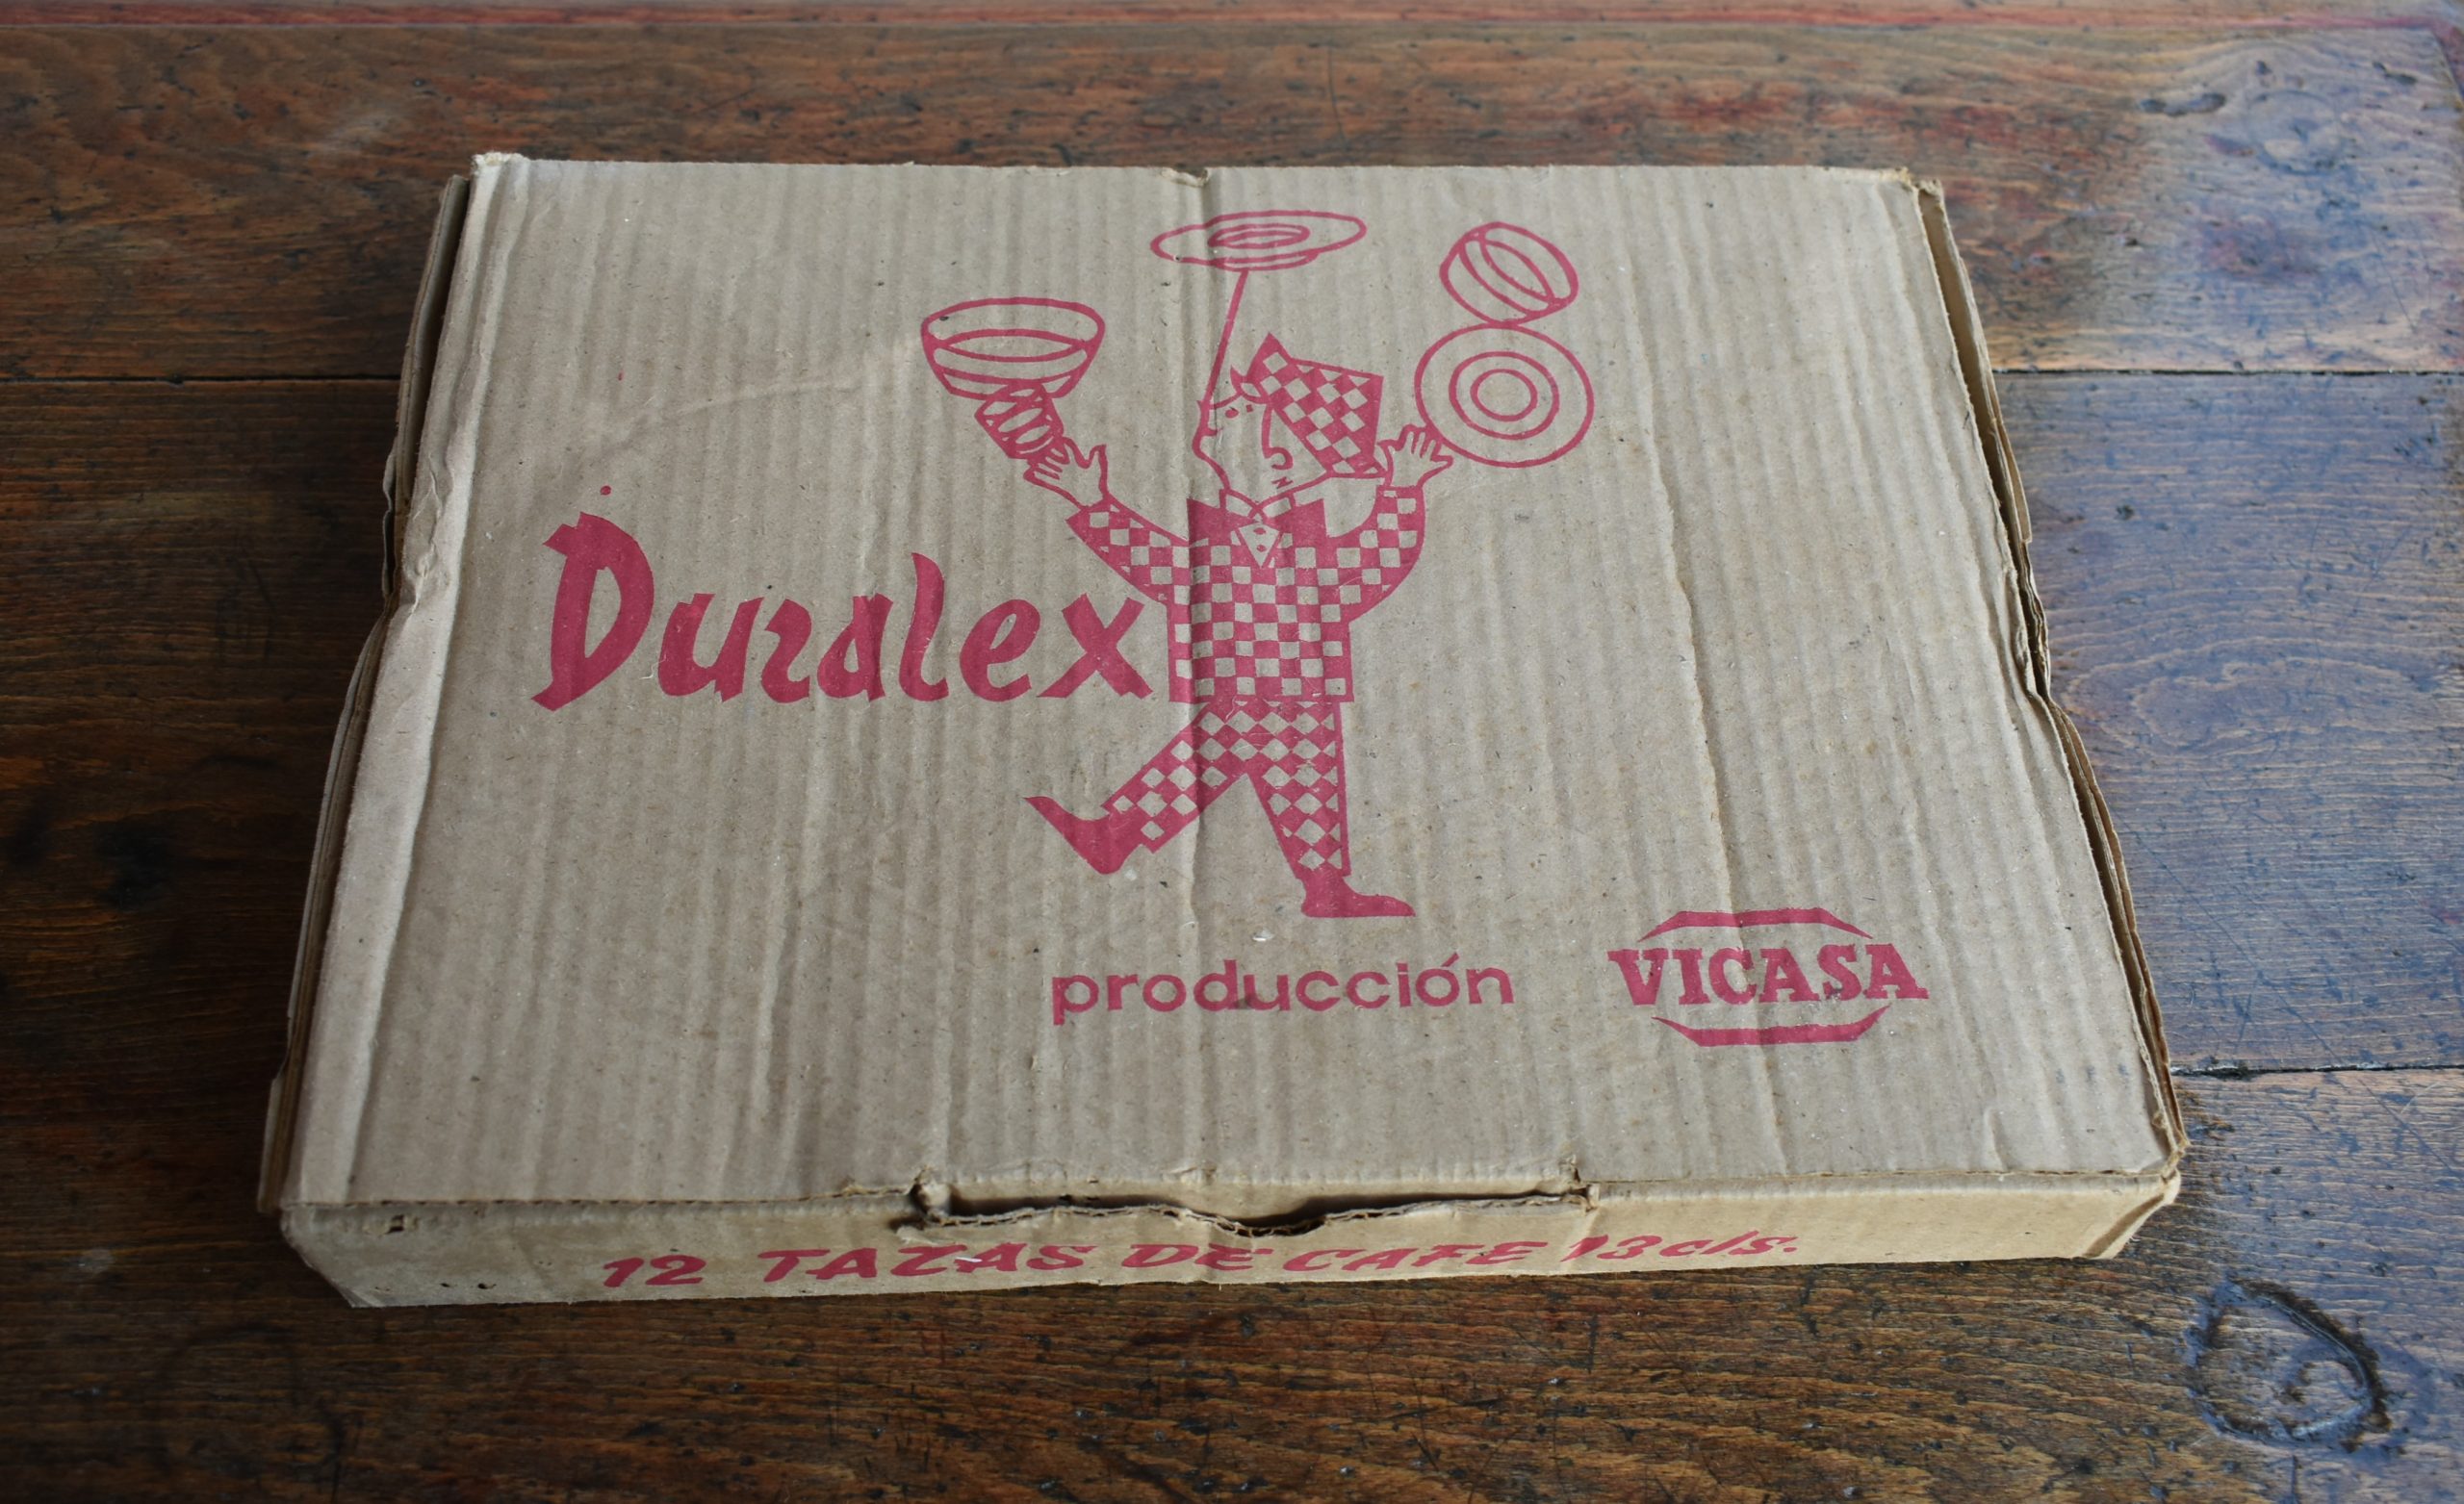 Duralex
producción
VICASA
12 TAZAS DE CAFE 13cls.